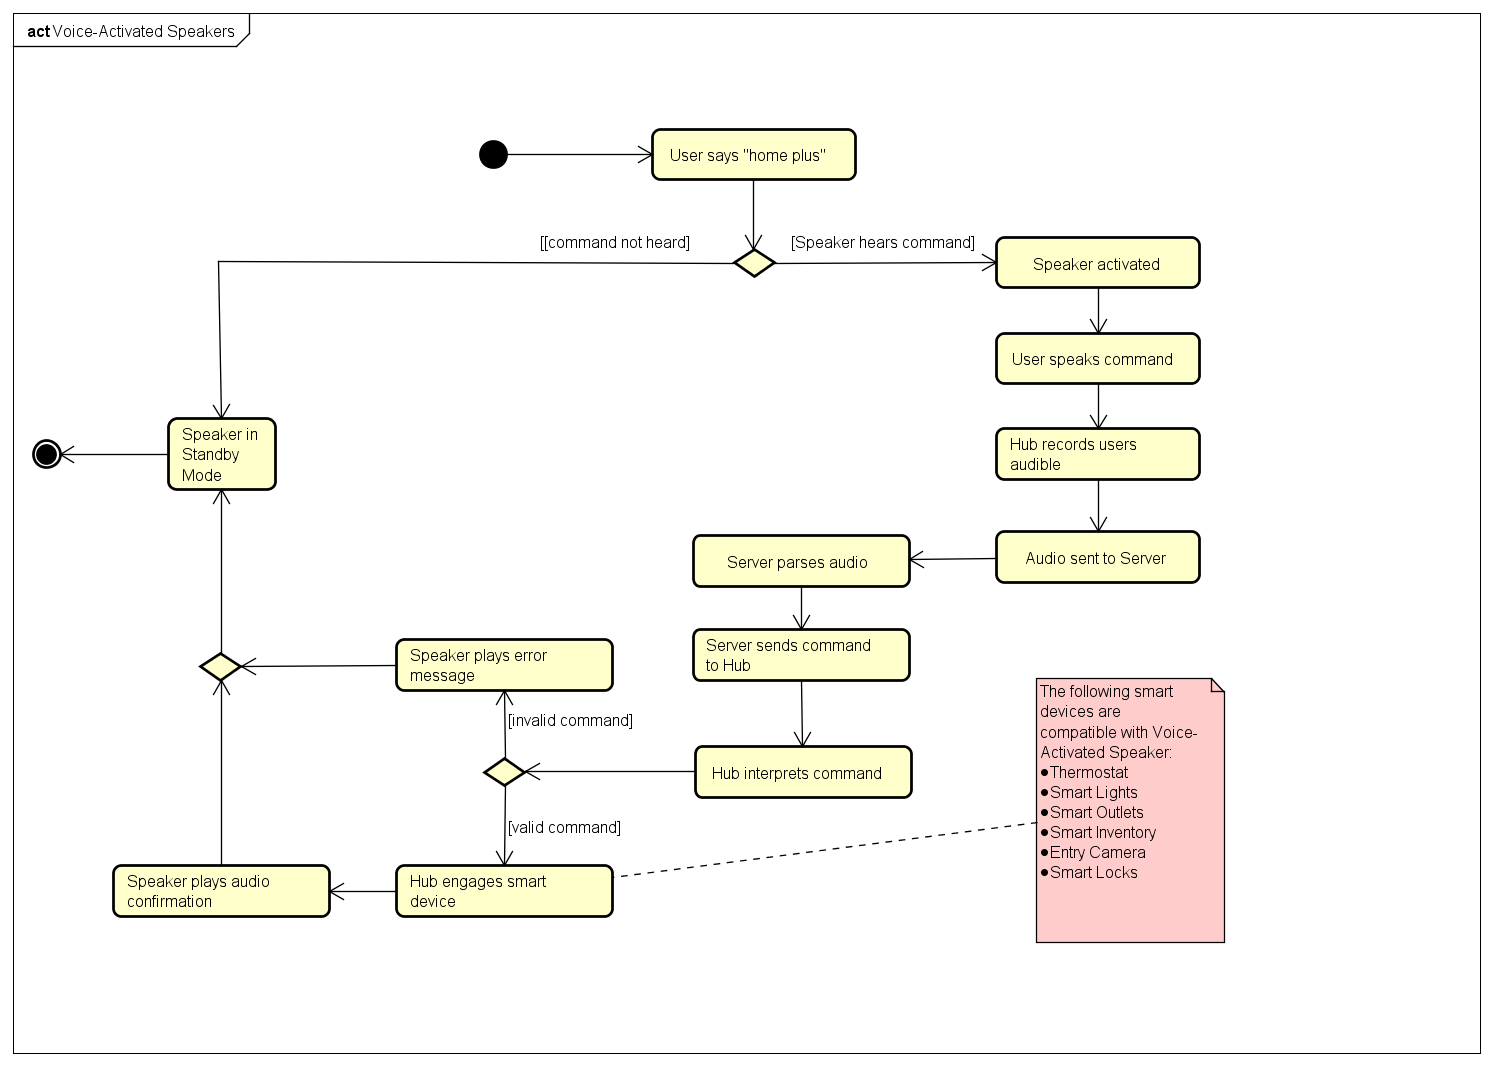 act Voice-Activated Speakers
User says "home plus"
[[command not heard]
[Speaker hears command]
Speaker activated
User speaks command
Speaker in
Standby
Mode
Hub records users
audible
Server parses audio
Audio sent to Server
Speaker plays error
message
Server sends command
to Hub
[invalid command]
Hub interprets command
[valid command]
Speaker plays audio
confirmation
Hub engages smart
device
The following smart
devices are
compatible with Voice-
Activated Speaker:
●Thermostat
●Smart Lights
●Smart Outlets
●Smart Inventory
●Entry Camera
●Smart Locks